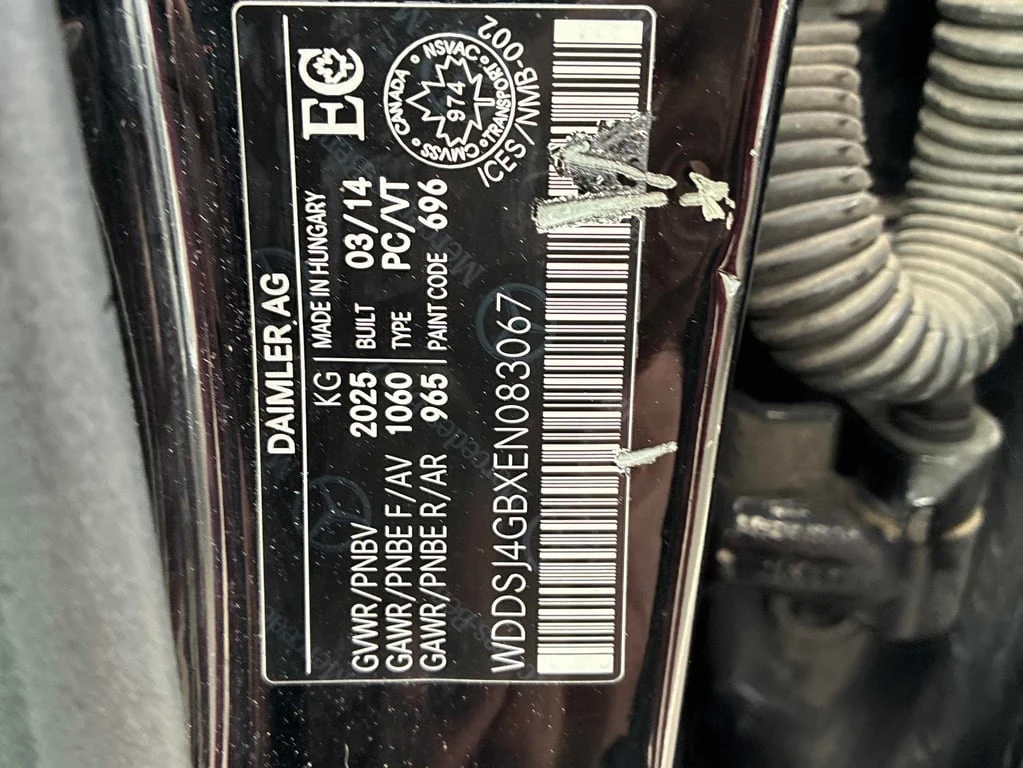 DAIMLER AG
KG
MADE IN HUNGARY
GVWR/PNBV 2025 BUILT 03/14
GAWR/PNBE F/AV 1060 TYPE PC/VT
GAWR/PNBE R/AR 965 PAINT CODE 696
EC
CANADA • NSVAC • TRANSPORT • CMVSS
974
/CES/NMB-002
WDDSJ4GBXEN083067